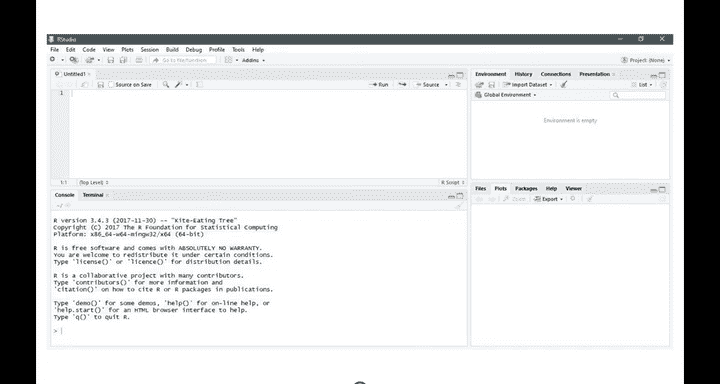 RStudio
File Edit Code View Plots Session Build Debug Profile Tools Help
Go to file/function Addins Project: (None)
Untitled1
Source on Save Run Source
1
1:1 (Top Level) R Script
Console Terminal
~/
R version 3.4.3 (2017-11-30) -- "Kite-Eating Tree"
Copyright (C) 2017 The R Foundation for Statistical Computing
Platform: x86_64-w64-mingw32/x64 (64-bit)
R is free software and comes with ABSOLUTELY NO WARRANTY.
You are welcome to redistribute it under certain conditions.
Type 'license()' or 'licence()' for distribution details.
R is a collaborative project with many contributors.
Type 'contributors()' for more information and
'citation()' on how to cite R or R packages in publications.
Type 'demo()' for some demos, 'help()' for on-line help, or
'help.start()' for an HTML browser interface to help.
Type 'q()' to quit R.
>
Environment History Connections Presentation
Import Dataset List
Global Environment
Environment is empty
Files Plots Packages Help Viewer
Zoom Export